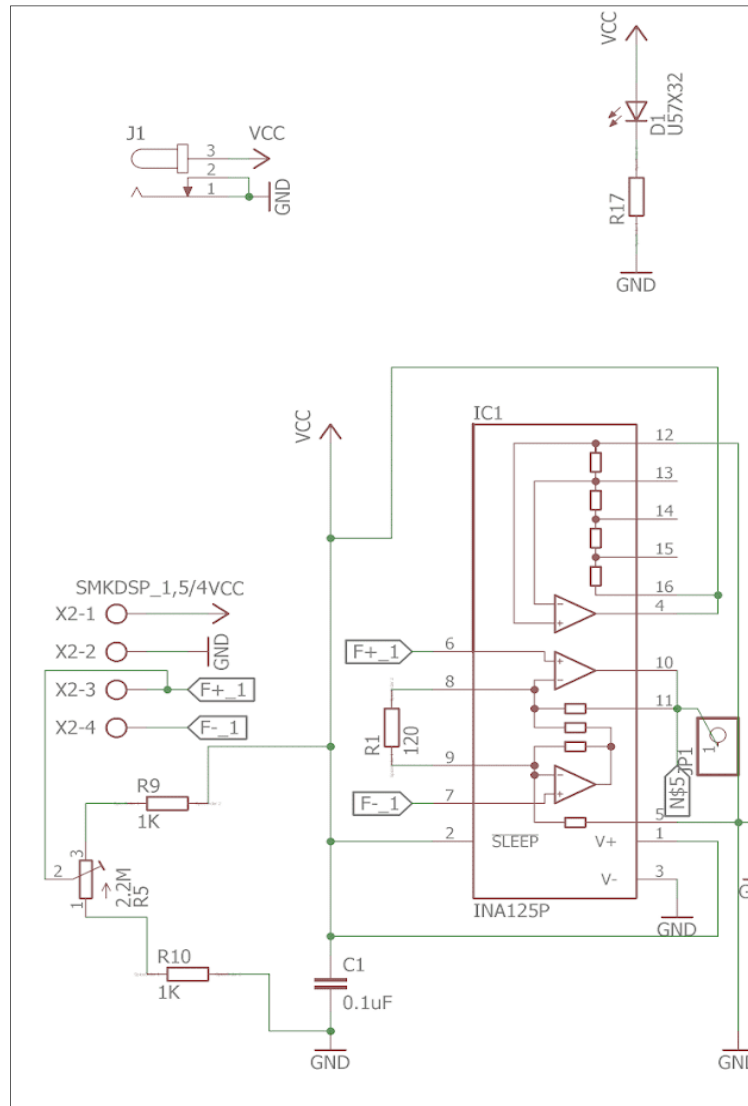 VCC
D1
U57X32
J1
VCC
3
2
1
GND
R17
GND
IC1
VCC
12
13
14
15
16
4
SMKDSP_1,5/4VCC
X2-1
X2-2
GND
X2-3
F+_1
X2-4
F-_1
F+_1
6
10
8
11
R1
120
1
JP1
N$5
9
F-_1
7
5
R9
1K
2
SLEEP
V+
1
3
2
1
2.2M
R5
V-
3
G
INA125P
GND
R10
1K
C1
0.1uF
GND
GND